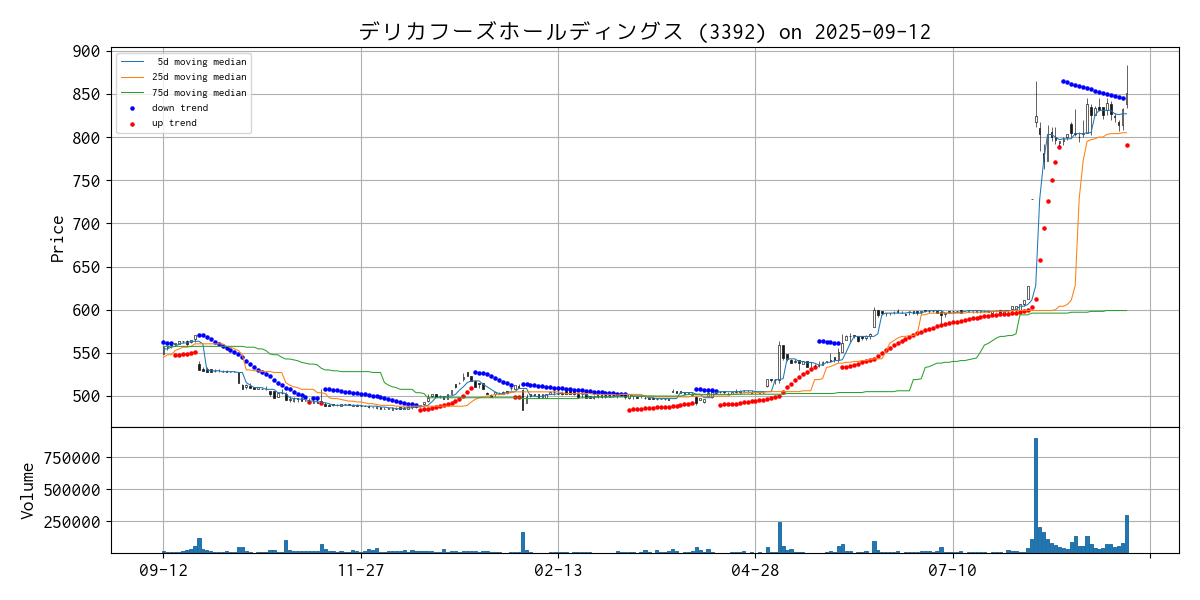 デリカフーズホールディングス (3392) on 2025-09-12
5d moving median
25d moving median
75d moving median
down trend
up trend
Price
900
850
800
750
700
650
600
550
500
Volume
750000
500000
250000
09-12
11-27
02-13
04-28
07-10